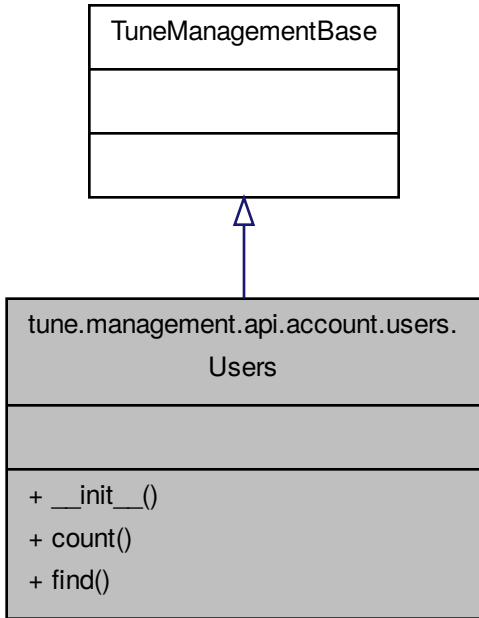 TuneManagementBase
tune.management.api.account.users.
Users
+ __init__()
+ count()
+ find()